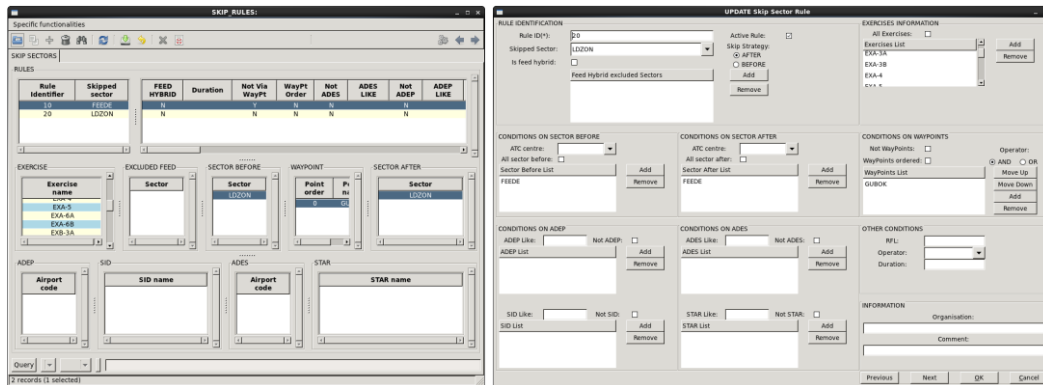 SKIP_RULES:
Specific functionalities
SKIP SECTORS
RULES
Rule Identifier
Skipped sector
FEED HYBRID
Duration
Not Via WayPt
WayPt Order
Not ADES
ADES LIKE
Not ADEP
ADEP LIKE
10 FEEDE N Y N N N
20 LDZON N N N N N
EXERCISE
EXCLUDED FEED
SECTOR BEFORE
WAYPOINT
SECTOR AFTER
Exercise name
EXA-4
EXA-5
EXA-6A
EXA-6B
EXB-3A
Sector
Sector
LDZON
Point order
0
Sector
LDZON
ADEP
SID
ADES
STAR
Airport code
SID name
Airport code
STAR name
Query
2 records (1 selected)
UPDATE Skip Sector Rule
RULE IDENTIFICATION
Rule ID(*): 20
Active Rule:
Skipped Sector: LDZON
Skip Strategy:
AFTER
BEFORE
Is feed hybrid:
Feed Hybrid excluded Sectors
Add
Remove
EXERCISES INFORMATION
All Exercises:
Exercises List
EXA-3A
EXA-3B
EXA-4
EXA-5
Add
Remove
CONDITIONS ON SECTOR BEFORE
ATC centre:
All sector before:
Sector Before List
FEEDE
Add
Remove
CONDITIONS ON SECTOR AFTER
ATC centre:
All sector after:
Sector After List
FEEDE
Add
Remove
CONDITIONS ON WAYPOINTS
Not WayPoints:
Operator:
WayPoints ordered:
AND OR
WayPoints List
GUBOK
Move Up
Move Down
Add
Remove
CONDITIONS ON ADEP
ADEP Like:
Not ADEP:
ADEP List
Add
Remove
SID Like:
Not SID:
SID List
Add
Remove
CONDITIONS ON ADES
ADES Like:
Not ADES:
ADES List
Add
Remove
STAR Like:
Not STAR:
STAR List
Add
Remove
OTHER CONDITIONS
RFL:
Operator:
Duration:
INFORMATION
Organisation:
Comment:
Previous
Next
OK
Cancel